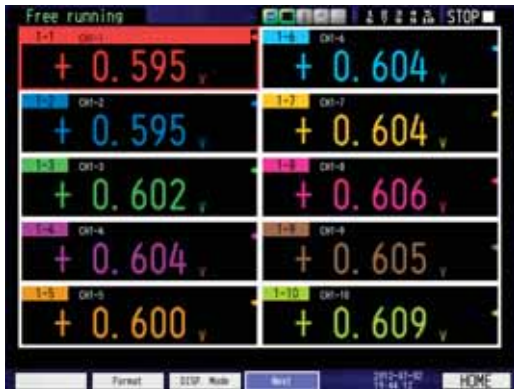 Free running STOP
1-1 CH1-1
+ 0.595 V
1-2 CH1-2
+ 0.595 V
1-3 CH1-3
+ 0.602 V
1-4 CH1-4
+ 0.604 V
1-5 CH1-5
+ 0.600 V
1-6 CH1-6
+ 0.604 V
1-7 CH1-7
+ 0.604 V
1-8 CH1-8
+ 0.606 V
1-9 CH1-9
+ 0.605 V
1-10 CH1-10
+ 0.609 V
Format DISP. Mode Next HOME